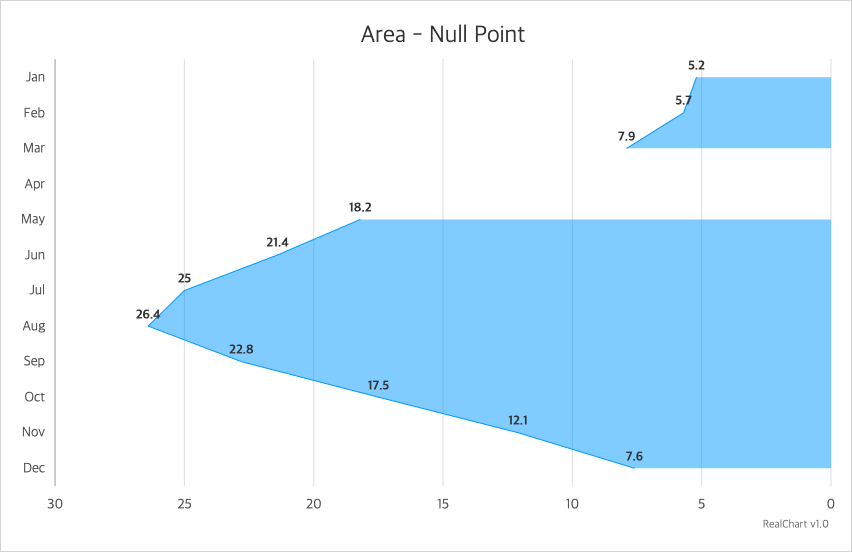 Area - Null Point
5.2
Jan
5.7
Feb
7.9
Mar
Apr
18.2
May
21.4
Jun
25
Jul
26.4
Aug
22.8
Sep
17.5
Oct
12.1
Nov
7.6
Dec
30 25 20 15 10 5 0
RealChart v1.0